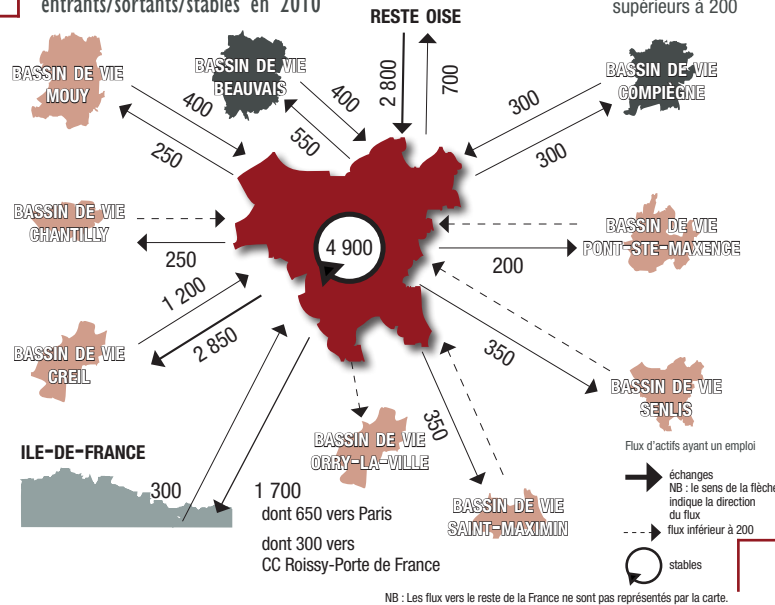 entrants/sortants/stables en 2010
supérieurs à 200
RESTE OISE
BASSIN DE VIE
MOUY
BASSIN DE VIE
BEAUVAIS
BASSIN DE VIE
COMPIÈGNE
400
250
400
550
2 800
700
300
300
BASSIN DE VIE
CHANTILLY
250
4 900
BASSIN DE VIE
PONT-STE-MAXENCE
200
1 200
2 850
BASSIN DE VIE
CREIL
350
BASSIN DE VIE
SENLIS
350
BASSIN DE VIE
ORRY-LA-VILLE
BASSIN DE VIE
SAINT-MAXIMIN
ILE-DE-FRANCE
300
1 700
dont 650 vers Paris
dont 300 vers
CC Roissy-Porte de France
Flux d'actifs ayant un emploi
échanges
NB : le sens de la flèche
indique la direction
du flux
flux inférieur à 200
stables
NB : Les flux vers le reste de la France ne sont pas représentés par la carte.